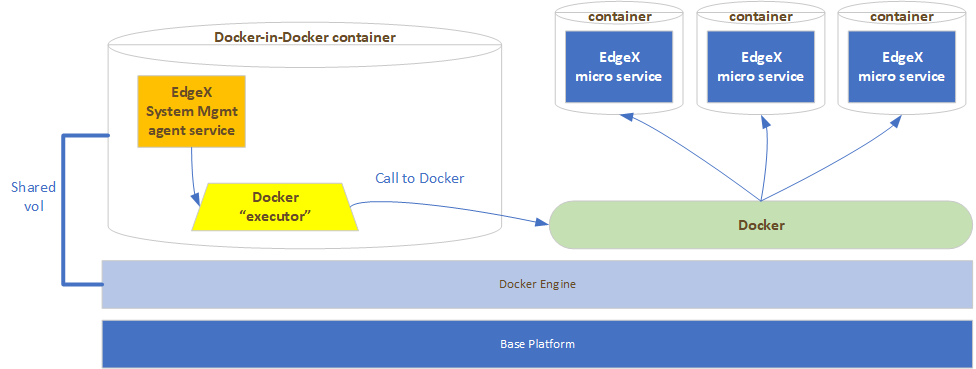 Docker-in-Docker container
EdgeX
System Mgmt
agent service
Docker
“executor”
Shared
vol
Call to Docker
container
EdgeX
micro service
container
EdgeX
micro service
container
EdgeX
micro service
Docker
Docker Engine
Base Platform